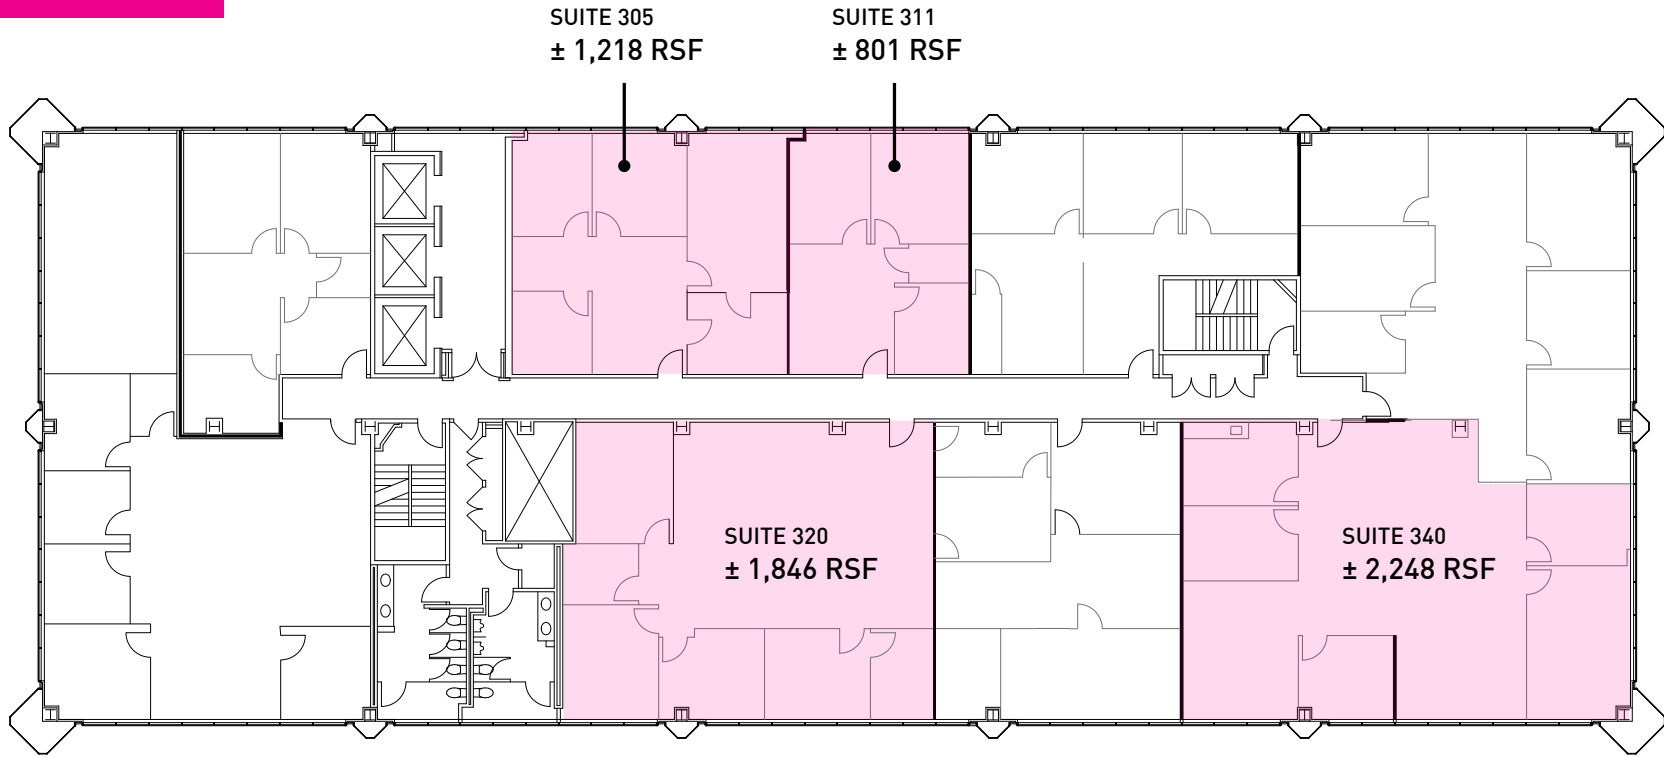 SUITE 305
± 1,218 RSF
SUITE 311
± 801 RSF
SUITE 320
± 1,846 RSF
SUITE 340
± 2,248 RSF